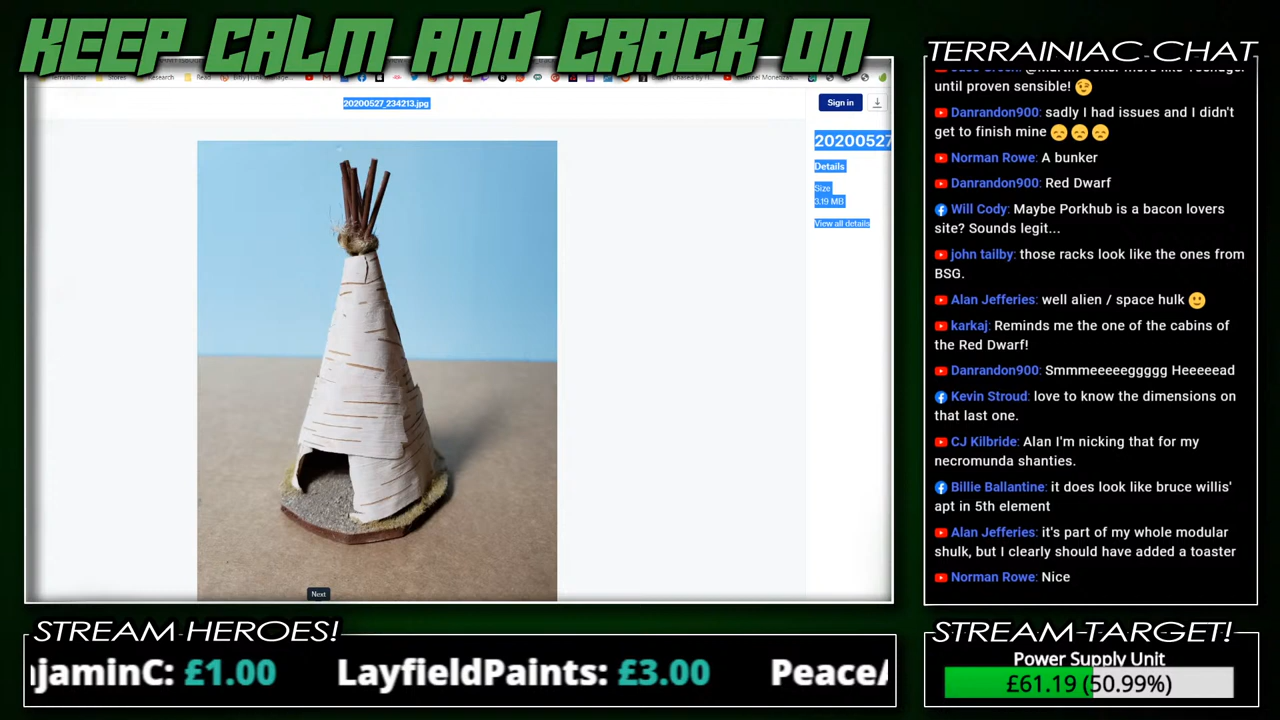 KEEP CALM AND CRACK ON
Stores
Research
Read
20200527_234213.jpg
Sign in
20200527
Details
Size
3.19 MB
View all details
Next
TERRAINIAC CHAT
until proven sensible!
Danrandon900: sadly I had issues and I didn't
get to finish mine
Norman Rowe: A bunker
Danrandon900: Red Dwarf
Will Cody: Maybe Porkhub is a bacon lovers
site? Sounds legit...
john tailby: those racks look like the ones from
BSG.
Alan Jefferies: well alien / space hulk
karkaj: Reminds me the one of the cabins of
the Red Dwarf!
Danrandon900: Smmmeeeeeggggg Heeeeead
Kevin Stroud: love to know the dimensions on
that last one.
CJ Kilbride: Alan I'm nicking that for my
necromunda shanties.
Billie Ballantine: it does look like bruce willis'
apt in 5th element
Alan Jefferies: it's part of my whole modular
shulk, but I clearly should have added a toaster
Norman Rowe: Nice
STREAM HEROES!
njaminC: £1.00 LayfieldPaints: £3.00 PeaceA
STREAM TARGET!
Power Supply Unit
£61.19 (50.99%)